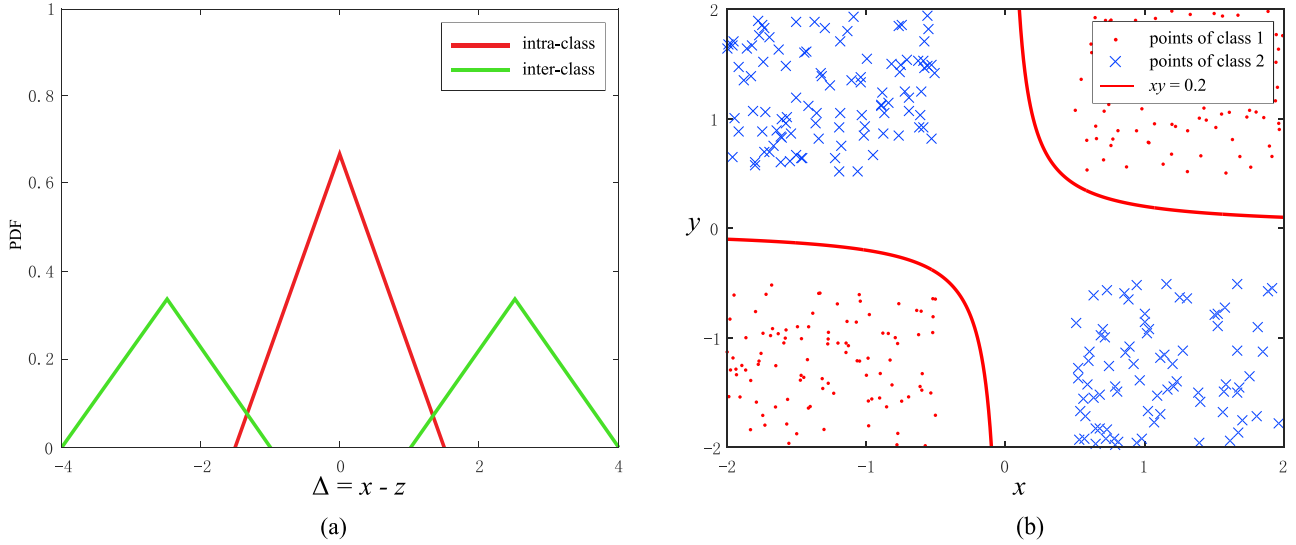 1
0.8
0.6
0.4
0.2
0
PDF
-4
-2
0
2
4
Δ = x - z
intra-class
inter-class
(a)
2
1
0
-1
-2
y
-2
-1
0
1
2
x
points of class 1
points of class 2
xy = 0.2
(b)